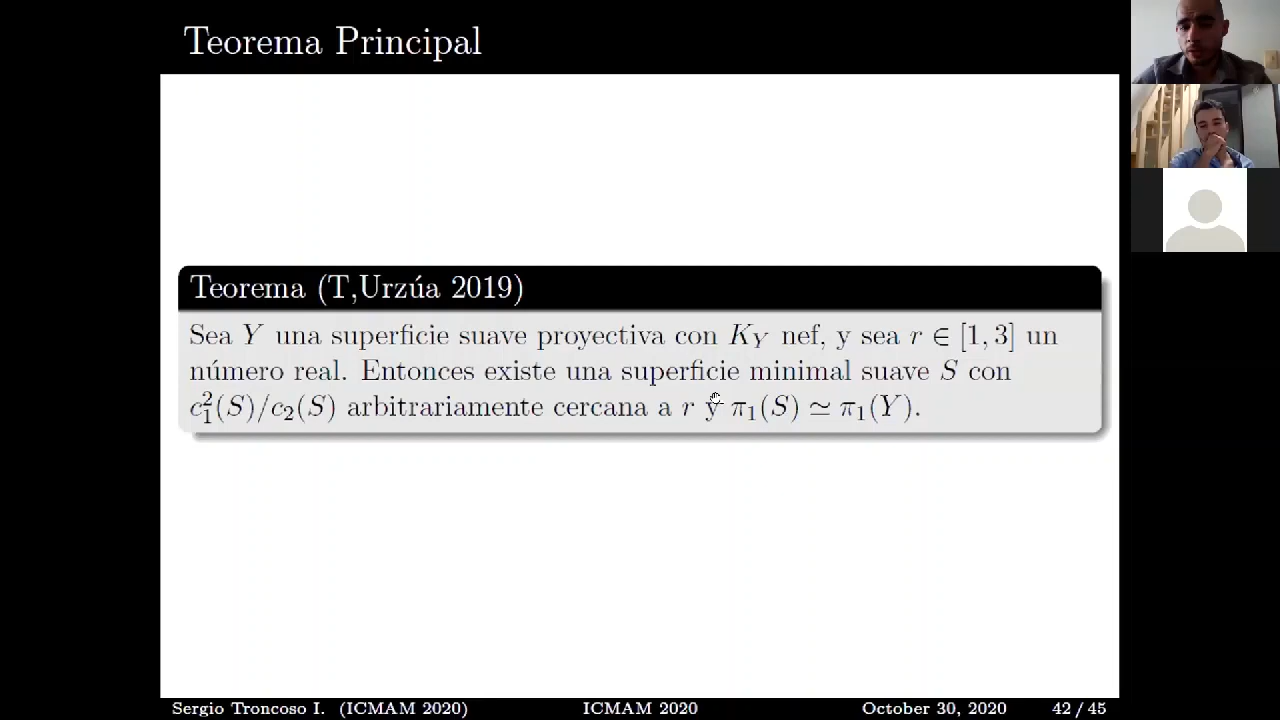 Teorema Principal
Teorema (T,Urzúa 2019)
Sea Y una superficie suave proyectiva con K_Y nef, y sea r ∈ [1, 3] un
número real. Entonces existe una superficie minimal suave S con
c_1^2(S)/c_2(S) arbitrariamente cercana a r y π_1(S) ≃ π_1(Y).
Sergio Troncoso I. (ICMAM 2020) ICMAM 2020 October 30, 2020 42 / 45